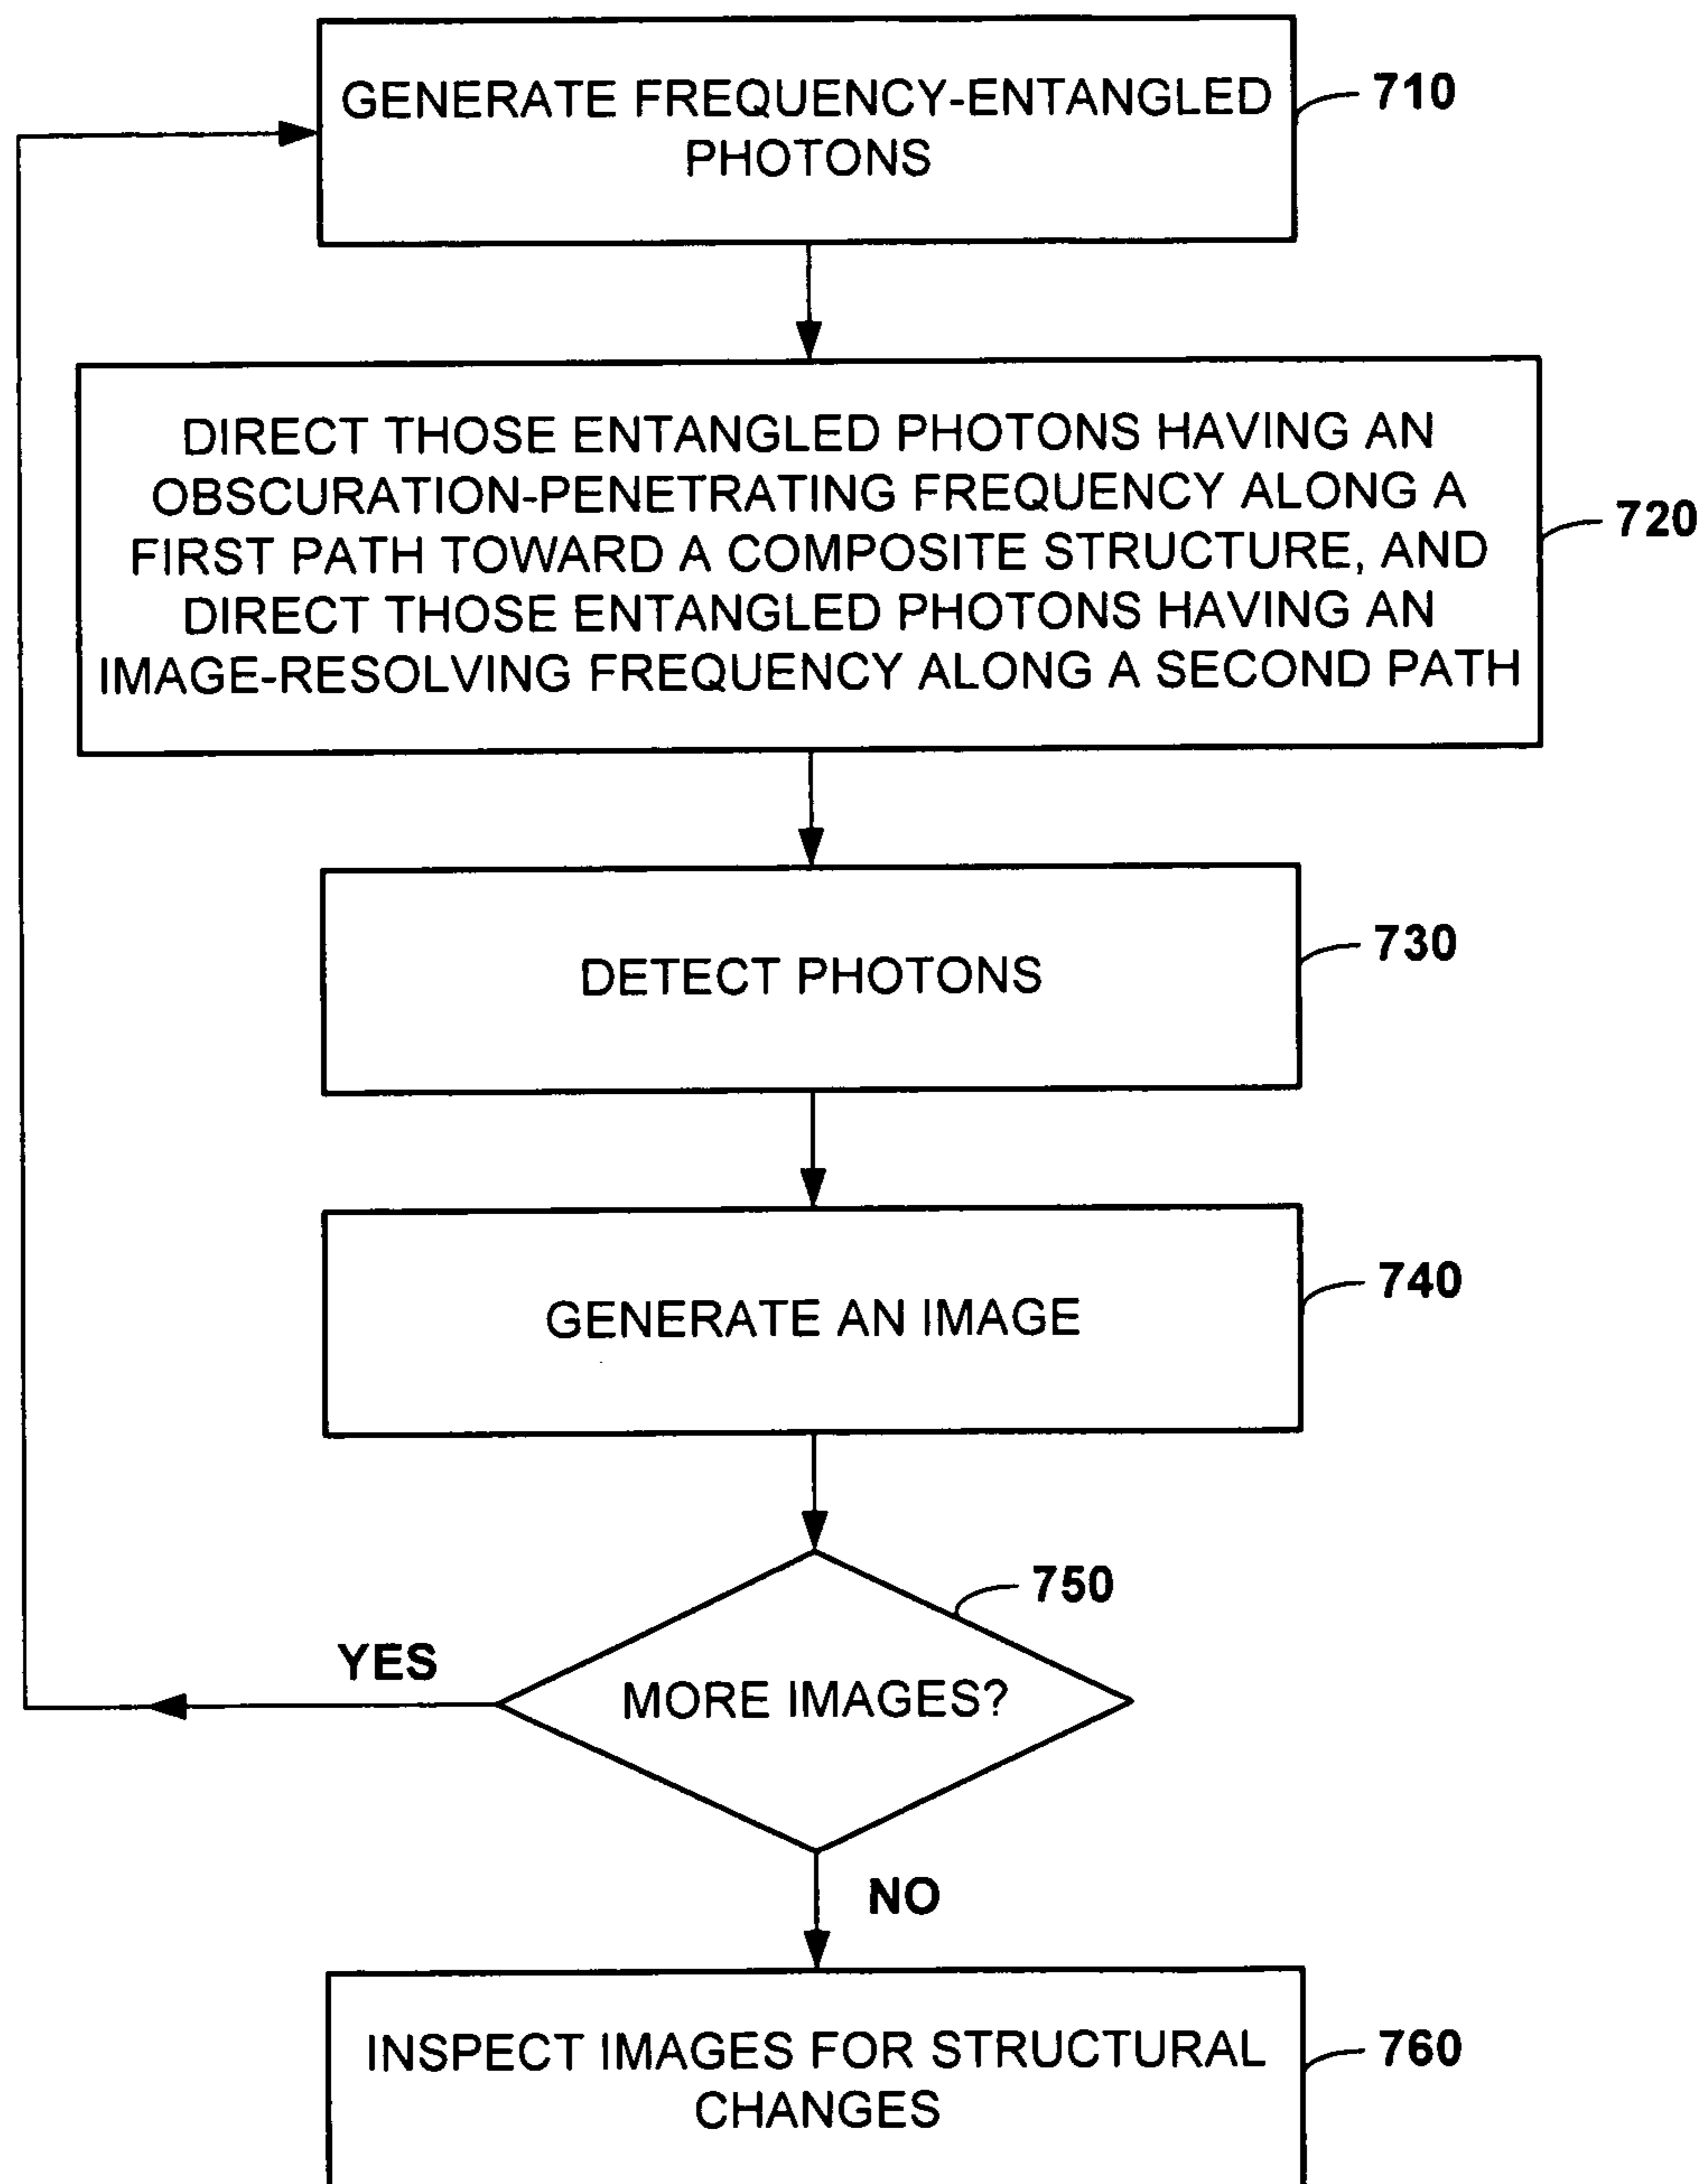 GENERATE FREQUENCY-ENTANGLED
PHOTONS
710
DIRECT THOSE ENTANGLED PHOTONS HAVING AN
OBSCURATION-PENETRATING FREQUENCY ALONG A
FIRST PATH TOWARD A COMPOSITE STRUCTURE, AND
DIRECT THOSE ENTANGLED PHOTONS HAVING AN
IMAGE-RESOLVING FREQUENCY ALONG A SECOND PATH
720
DETECT PHOTONS
730
GENERATE AN IMAGE
740
750
YES
MORE IMAGES?
NO
INSPECT IMAGES FOR STRUCTURAL
CHANGES
760